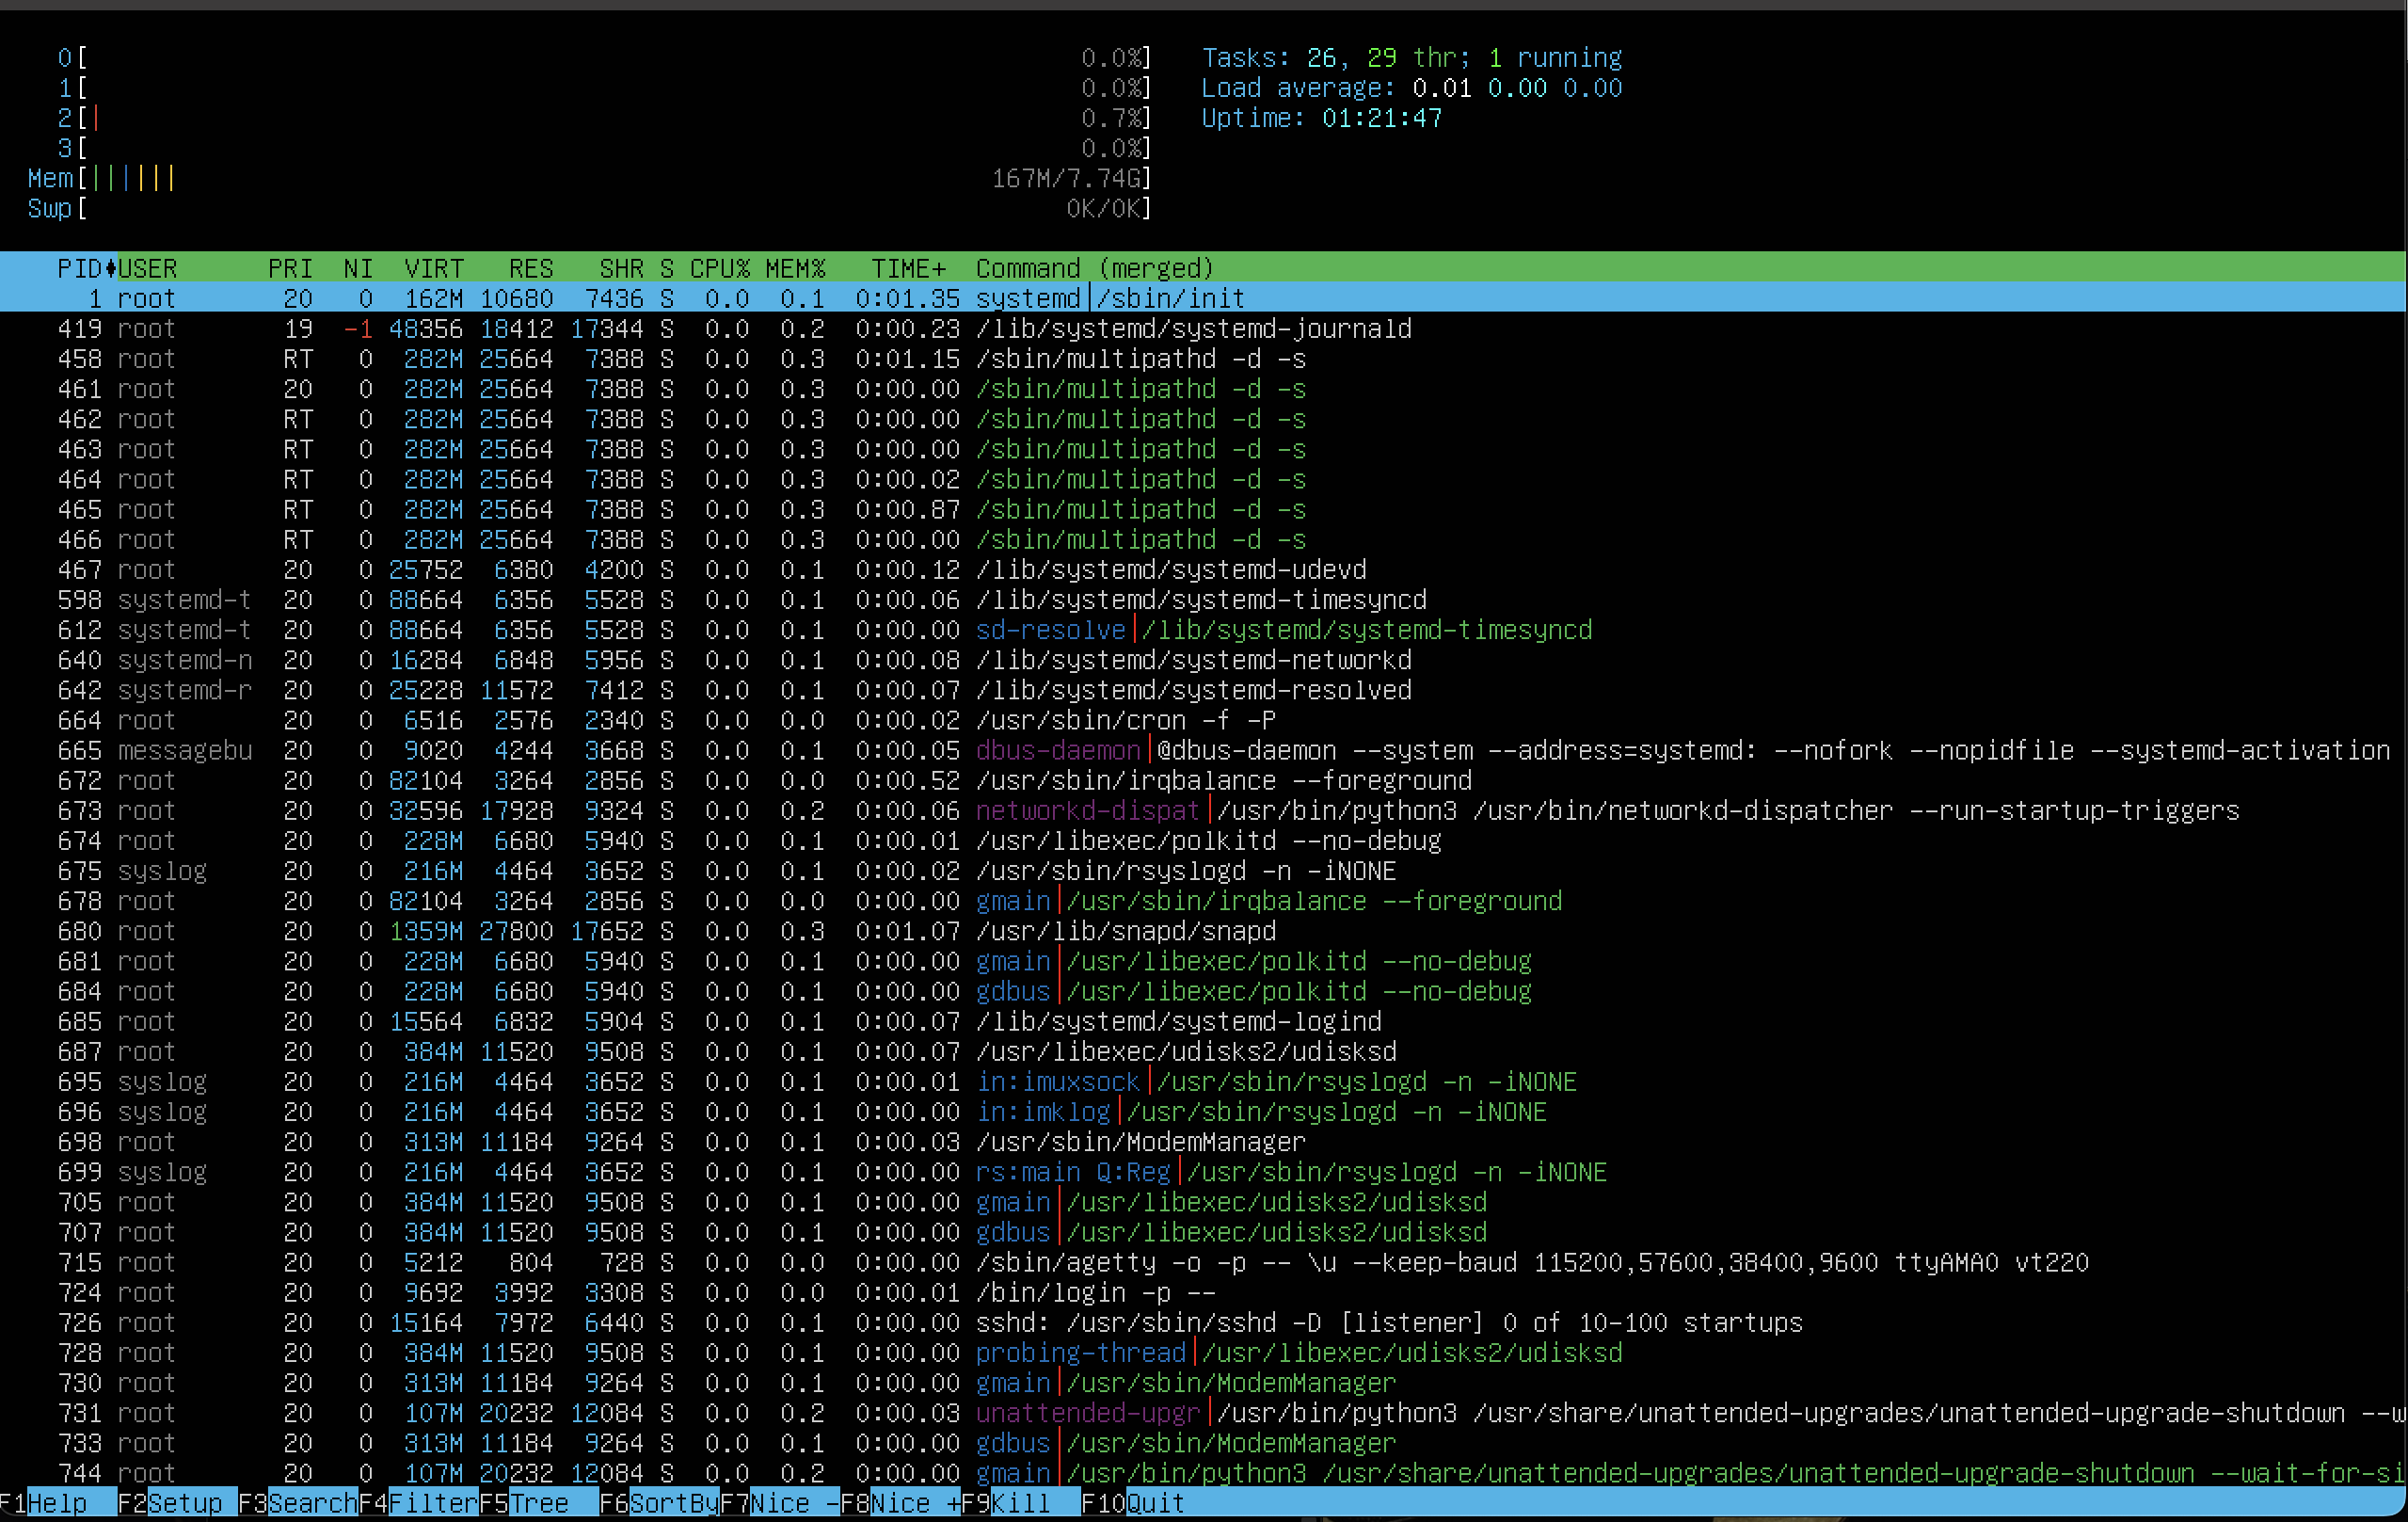 0[ 0.0%] Tasks: 26, 29 thr; 1 running
1[ 0.0%] Load average: 0.01 0.00 0.00
2[| 0.7%] Uptime: 01:21:47
3[ 0.0%]
Mem[|||||| 167M/7.74G]
Swp[ 0K/0K]
PID♦USER PRI NI VIRT RES SHR S CPU% MEM% TIME+ Command (merged)
1 root 20 0 162M 10680 7436 S 0.0 0.1 0:01.35 systemd|/sbin/init
419 root 19 -1 48356 18412 17344 S 0.0 0.2 0:00.23 /lib/systemd/systemd-journald
458 root RT 0 282M 25664 7388 S 0.0 0.3 0:01.15 /sbin/multipathd -d -s
461 root 20 0 282M 25664 7388 S 0.0 0.3 0:00.00 /sbin/multipathd -d -s
462 root RT 0 282M 25664 7388 S 0.0 0.3 0:00.00 /sbin/multipathd -d -s
463 root RT 0 282M 25664 7388 S 0.0 0.3 0:00.00 /sbin/multipathd -d -s
464 root RT 0 282M 25664 7388 S 0.0 0.3 0:00.02 /sbin/multipathd -d -s
465 root RT 0 282M 25664 7388 S 0.0 0.3 0:00.87 /sbin/multipathd -d -s
466 root RT 0 282M 25664 7388 S 0.0 0.3 0:00.00 /sbin/multipathd -d -s
467 root 20 0 25752 6380 4200 S 0.0 0.1 0:00.12 /lib/systemd/systemd-udevd
598 systemd-t 20 0 88664 6356 5528 S 0.0 0.1 0:00.06 /lib/systemd/systemd-timesyncd
612 systemd-t 20 0 88664 6356 5528 S 0.0 0.1 0:00.00 sd-resolve|/lib/systemd/systemd-timesyncd
640 systemd-n 20 0 16284 6848 5956 S 0.0 0.1 0:00.08 /lib/systemd/systemd-networkd
642 systemd-r 20 0 25228 11572 7412 S 0.0 0.1 0:00.07 /lib/systemd/systemd-resolved
664 root 20 0 6516 2576 2340 S 0.0 0.0 0:00.02 /usr/sbin/cron -f -P
665 messagebu 20 0 9020 4244 3668 S 0.0 0.1 0:00.05 dbus-daemon|@dbus-daemon --system --address=systemd: --nofork --nopidfile --systemd-activation
672 root 20 0 82104 3264 2856 S 0.0 0.0 0:00.52 /usr/sbin/irqbalance --foreground
673 root 20 0 32596 17928 9324 S 0.0 0.2 0:00.06 networkd-dispat|/usr/bin/python3 /usr/bin/networkd-dispatcher --run-startup-triggers
674 root 20 0 228M 6680 5940 S 0.0 0.1 0:00.01 /usr/libexec/polkitd --no-debug
675 syslog 20 0 216M 4464 3652 S 0.0 0.1 0:00.02 /usr/sbin/rsyslogd -n -iNONE
678 root 20 0 82104 3264 2856 S 0.0 0.0 0:00.00 gmain|/usr/sbin/irqbalance --foreground
680 root 20 0 1359M 27800 17652 S 0.0 0.3 0:01.07 /usr/lib/snapd/snapd
681 root 20 0 228M 6680 5940 S 0.0 0.1 0:00.00 gmain|/usr/libexec/polkitd --no-debug
684 root 20 0 228M 6680 5940 S 0.0 0.1 0:00.00 gdbus|/usr/libexec/polkitd --no-debug
685 root 20 0 15564 6832 5904 S 0.0 0.1 0:00.07 /lib/systemd/systemd-logind
687 root 20 0 384M 11520 9508 S 0.0 0.1 0:00.07 /usr/libexec/udisks2/udisksd
695 syslog 20 0 216M 4464 3652 S 0.0 0.1 0:00.01 in:imuxsock|/usr/sbin/rsyslogd -n -iNONE
696 syslog 20 0 216M 4464 3652 S 0.0 0.1 0:00.00 in:imklog|/usr/sbin/rsyslogd -n -iNONE
698 root 20 0 313M 11184 9264 S 0.0 0.1 0:00.03 /usr/sbin/ModemManager
699 syslog 20 0 216M 4464 3652 S 0.0 0.1 0:00.00 rs:main Q:Reg|/usr/sbin/rsyslogd -n -iNONE
705 root 20 0 384M 11520 9508 S 0.0 0.1 0:00.00 gmain|/usr/libexec/udisks2/udisksd
707 root 20 0 384M 11520 9508 S 0.0 0.1 0:00.00 gdbus|/usr/libexec/udisks2/udisksd
715 root 20 0 5212 804 728 S 0.0 0.0 0:00.00 /sbin/agetty -o -p -- \u --keep-baud 115200,57600,38400,9600 ttyAMA0 vt220
724 root 20 0 9692 3992 3308 S 0.0 0.0 0:00.01 /bin/login -p --
726 root 20 0 15164 7972 6440 S 0.0 0.1 0:00.00 sshd: /usr/sbin/sshd -D [listener] 0 of 10-100 startups
728 root 20 0 384M 11520 9508 S 0.0 0.1 0:00.00 probing-thread|/usr/libexec/udisks2/udisksd
730 root 20 0 313M 11184 9264 S 0.0 0.1 0:00.00 gmain|/usr/sbin/ModemManager
731 root 20 0 107M 20232 12084 S 0.0 0.2 0:00.03 unattended-upgr|/usr/bin/python3 /usr/share/unattended-upgrades/unattended-upgrade-shutdown --w
733 root 20 0 313M 11184 9264 S 0.0 0.1 0:00.00 gdbus|/usr/sbin/ModemManager
744 root 20 0 107M 20232 12084 S 0.0 0.2 0:00.00 gmain|/usr/bin/python3 /usr/share/unattended-upgrades/unattended-upgrade-shutdown --wait-for-si
F1Help F2Setup F3SearchF4FilterF5Tree F6SortByF7Nice -F8Nice +F9Kill F10Quit